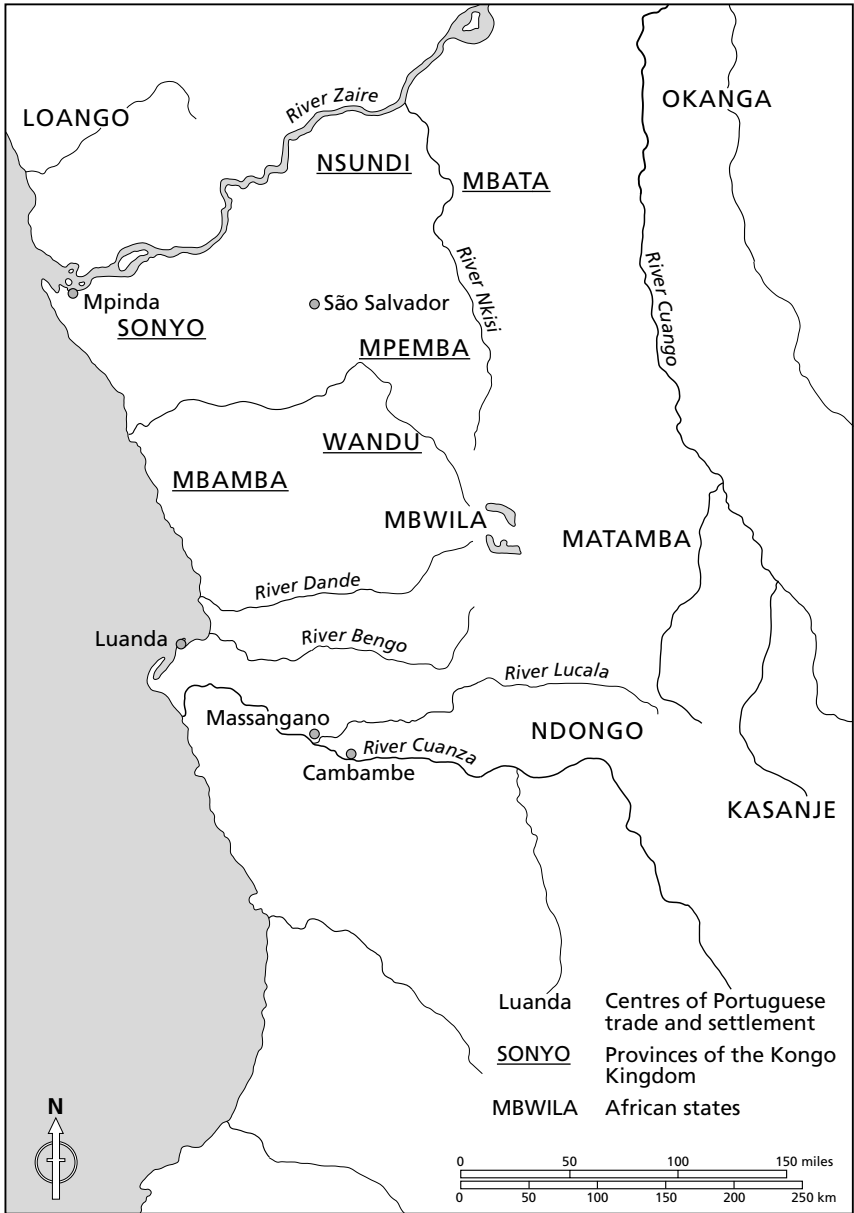 River Zaire
OKANGA
LOANGO
NSUNDI
MBATA
River Nkisi
River Cuango
Mpinda
São Salvador
SONYO
MPEMBA
WANDU
MBAMBA
MBWILA
MATAMBA
River Dande
Luanda
River Bengo
River Lucala
Massangano
NDONGO
River Cuanza
Cambambe
KASANJE
Luanda Centres of Portuguese
trade and settlement
SONYO Provinces of the Kongo
Kingdom
MBWILA African states
N
0 50 100 150 miles
0 50 100 150 200 250 km